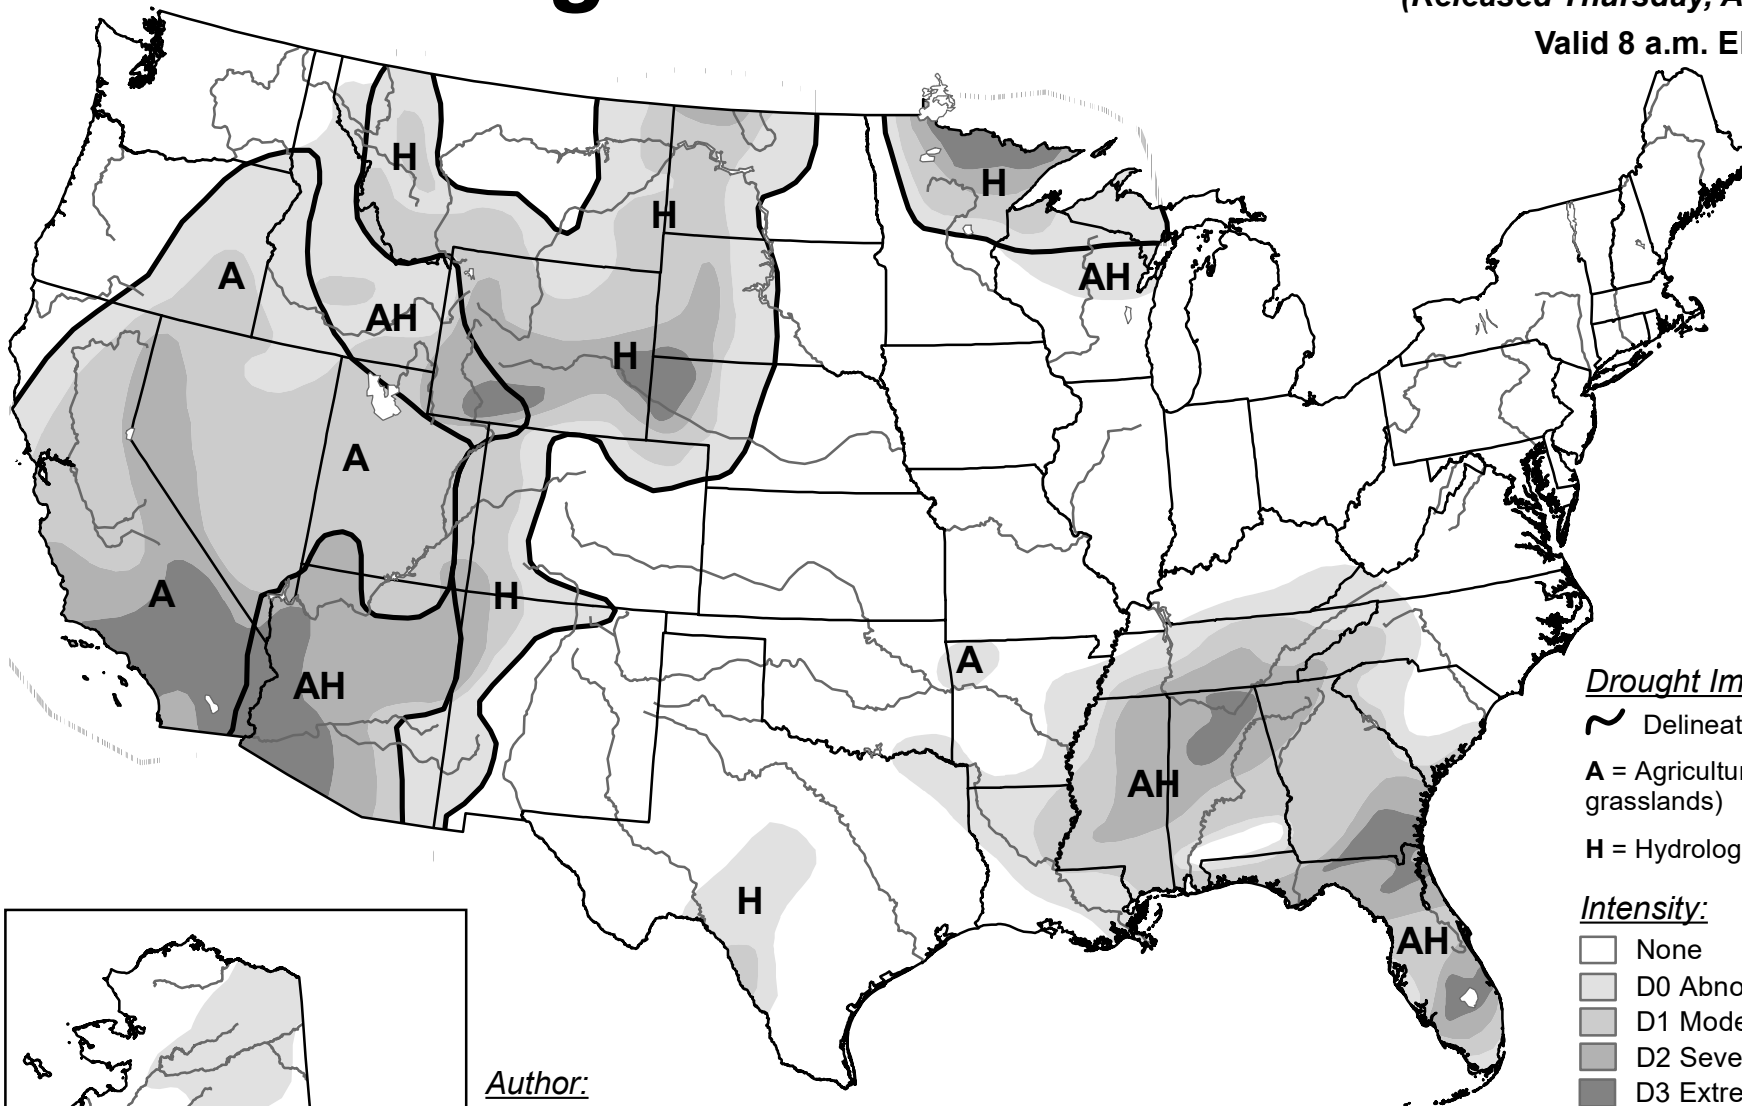 (Released Thursday, A
Valid 8 a.m. E
H
H
H
A
AH
AH
H
A
A
H
A
AH
AH
H
AH
Drought Im
Delineat
A = Agricultur
grasslands)
H = Hydrolog
Intensity:
None
D0 Abno
D1 Mode
D2 Seve
D3 Extre
Author: